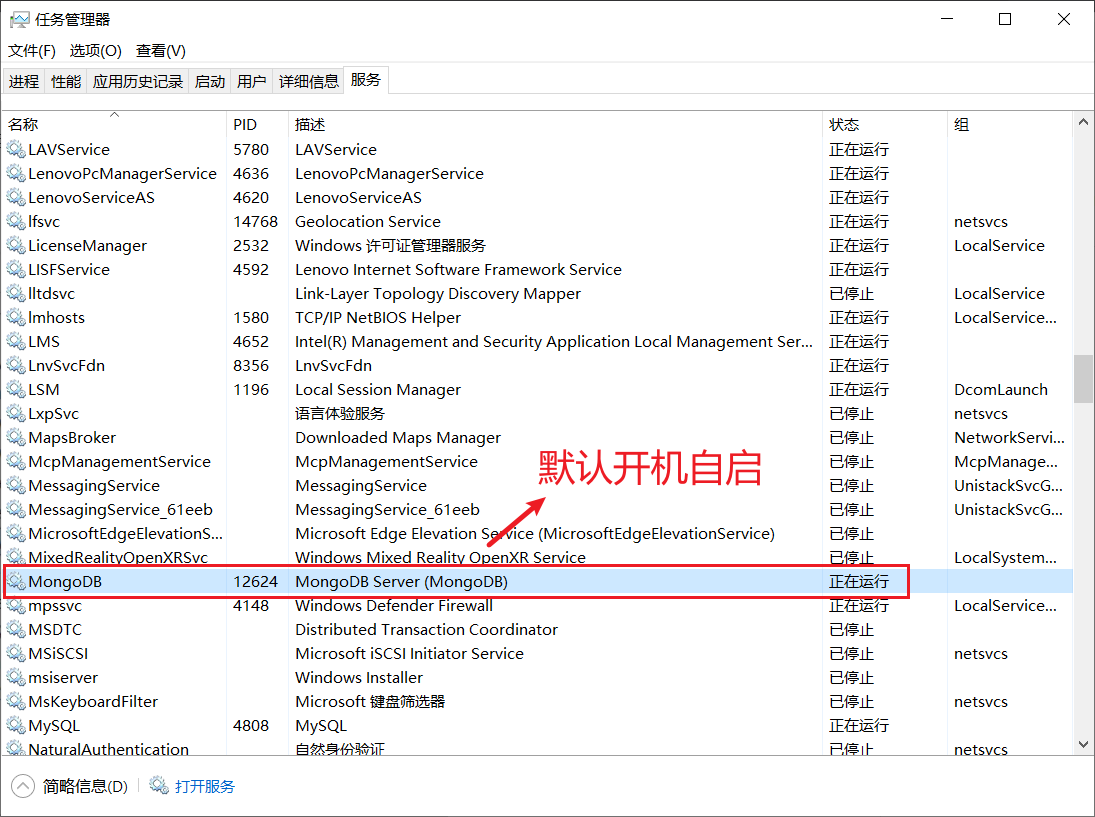 任务管理器
文件(F) 选项(O) 查看(V)
进程 性能 应用历史记录 启动 用户 详细信息 服务
名称 PID 描述 状态 组
LAVService 5780 LAVService 正在运行
LenovoPcManagerService 4636 LenovoPcManagerService 正在运行
LenovoServiceAS 4620 LenovoServiceAS 正在运行
lfsvc 14768 Geolocation Service 正在运行 netsvcs
LicenseManager 2532 Windows 许可证管理器服务 正在运行 LocalService
LISFService 4592 Lenovo Internet Software Framework Service 正在运行
lltdsvc Link-Layer Topology Discovery Mapper 已停止 LocalService
lmhosts 1580 TCP/IP NetBIOS Helper 正在运行 LocalService...
LMS 4652 Intel(R) Management and Security Application Local Management Ser... 正在运行
LnvSvcFdn 8356 LnvSvcFdn 正在运行
LSM 1196 Local Session Manager 正在运行 DcomLaunch
LxpSvc 语言体验服务 已停止 netsvcs
MapsBroker Downloaded Maps Manager 已停止 NetworkServi...
McpManagementService McpManagementService 已停止 McpManage...
默认开机自启
MessagingService MessagingService 已停止 UnistackSvcG...
MessagingService_61eeb MessagingService_61eeb 已停止 UnistackSvcG...
MicrosoftEdgeElevationS... Microsoft Edge Elevation Service (MicrosoftEdgeElevationService) 已停止
MixedRealityOpenXRSvc Windows Mixed Reality OpenXR Service 已停止 LocalSystem...
MongoDB 12624 MongoDB Server (MongoDB) 正在运行
mpssvc 4148 Windows Defender Firewall 正在运行 LocalService...
MSDTC Distributed Transaction Coordinator 已停止
MSiSCSI Microsoft iSCSI Initiator Service 已停止 netsvcs
msiserver Windows Installer 已停止
MsKeyboardFilter Microsoft 键盘筛选器 已停止 netsvcs
MySQL 4808 MySQL 正在运行
NaturalAuthentication 自然身份验证 已停止 netsvcs
简略信息(D) 打开服务